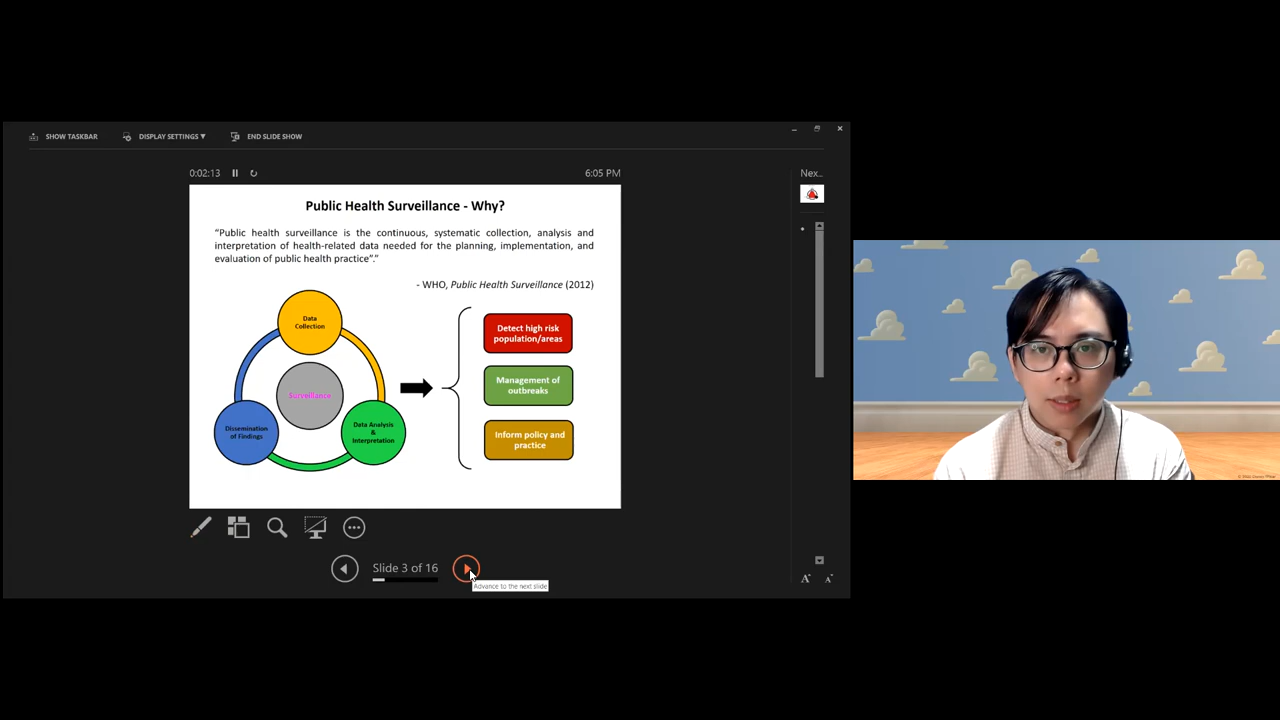 SHOW TASKBAR
DISPLAY SETTINGS ▼
END SLIDE SHOW
0:02:13
6:05 PM
Nex..
Public Health Surveillance - Why?
“Public health surveillance is the continuous, systematic collection, analysis and
interpretation of health-related data needed for the planning, implementation, and
evaluation of public health practice”.”
- WHO, Public Health Surveillance (2012)
Data
Collection
Surveillance
Dissemination
of Findings
Data Analysis
&
Interpretation
Detect high risk
population/areas
Management of
outbreaks
Inform policy and
practice
Slide 3 of 16
Advance to the next slide
A
A